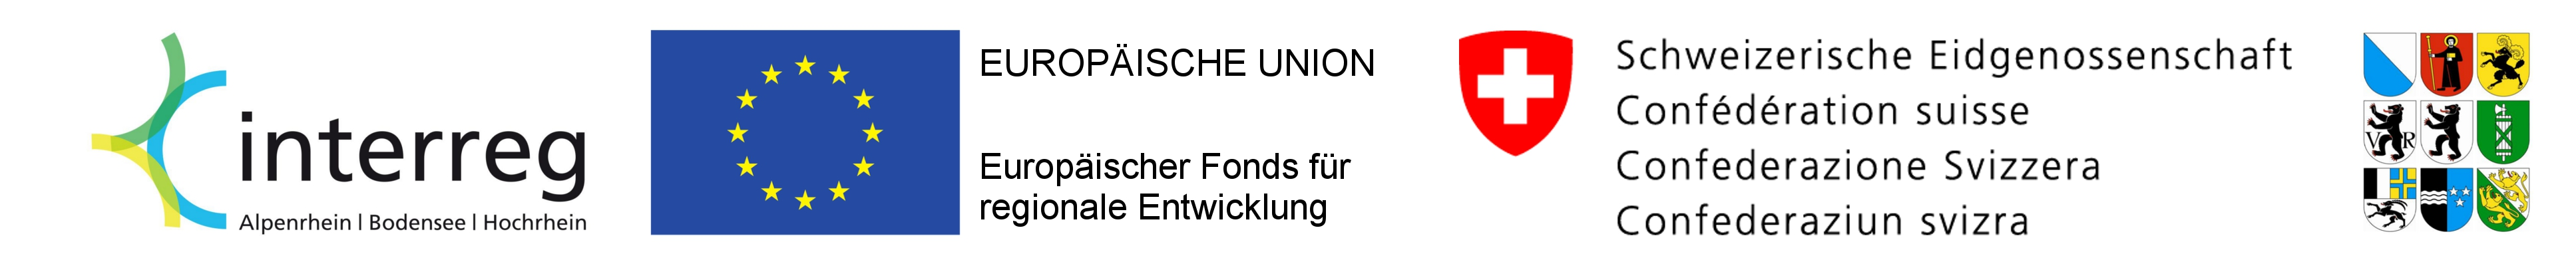 interreg
Alpenrhein | Bodensee | Hochrhein
EUROPÄISCHE UNION
Europäischer Fonds für
regionale Entwicklung
Schweizerische Eidgenossenschaft
Confédération suisse
Confederazione Svizzera
Confederaziun svizra
V R